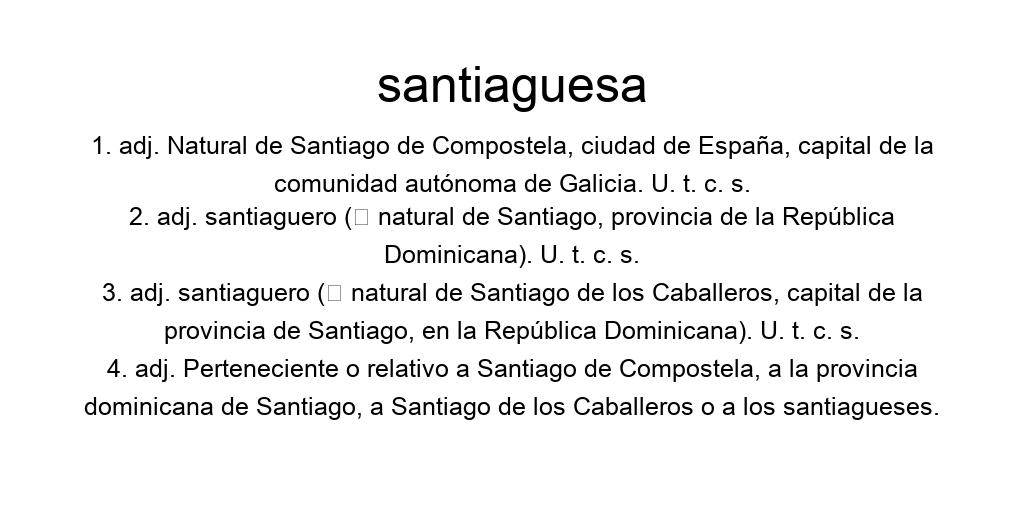 santiaguesa
1. adj. Natural de Santiago de Compostela, ciudad de España, capital de la
comunidad autónoma de Galicia. U. t. c. s.
2. adj. santiaguero (□ natural de Santiago, provincia de la República
Dominicana). U. t. c. s.
3. adj. santiaguero (□ natural de Santiago de los Caballeros, capital de la
provincia de Santiago, en la República Dominicana). U. t. c. s.
4. adj. Perteneciente o relativo a Santiago de Compostela, a la provincia
dominicana de Santiago, a Santiago de los Caballeros o a los santiagueses.